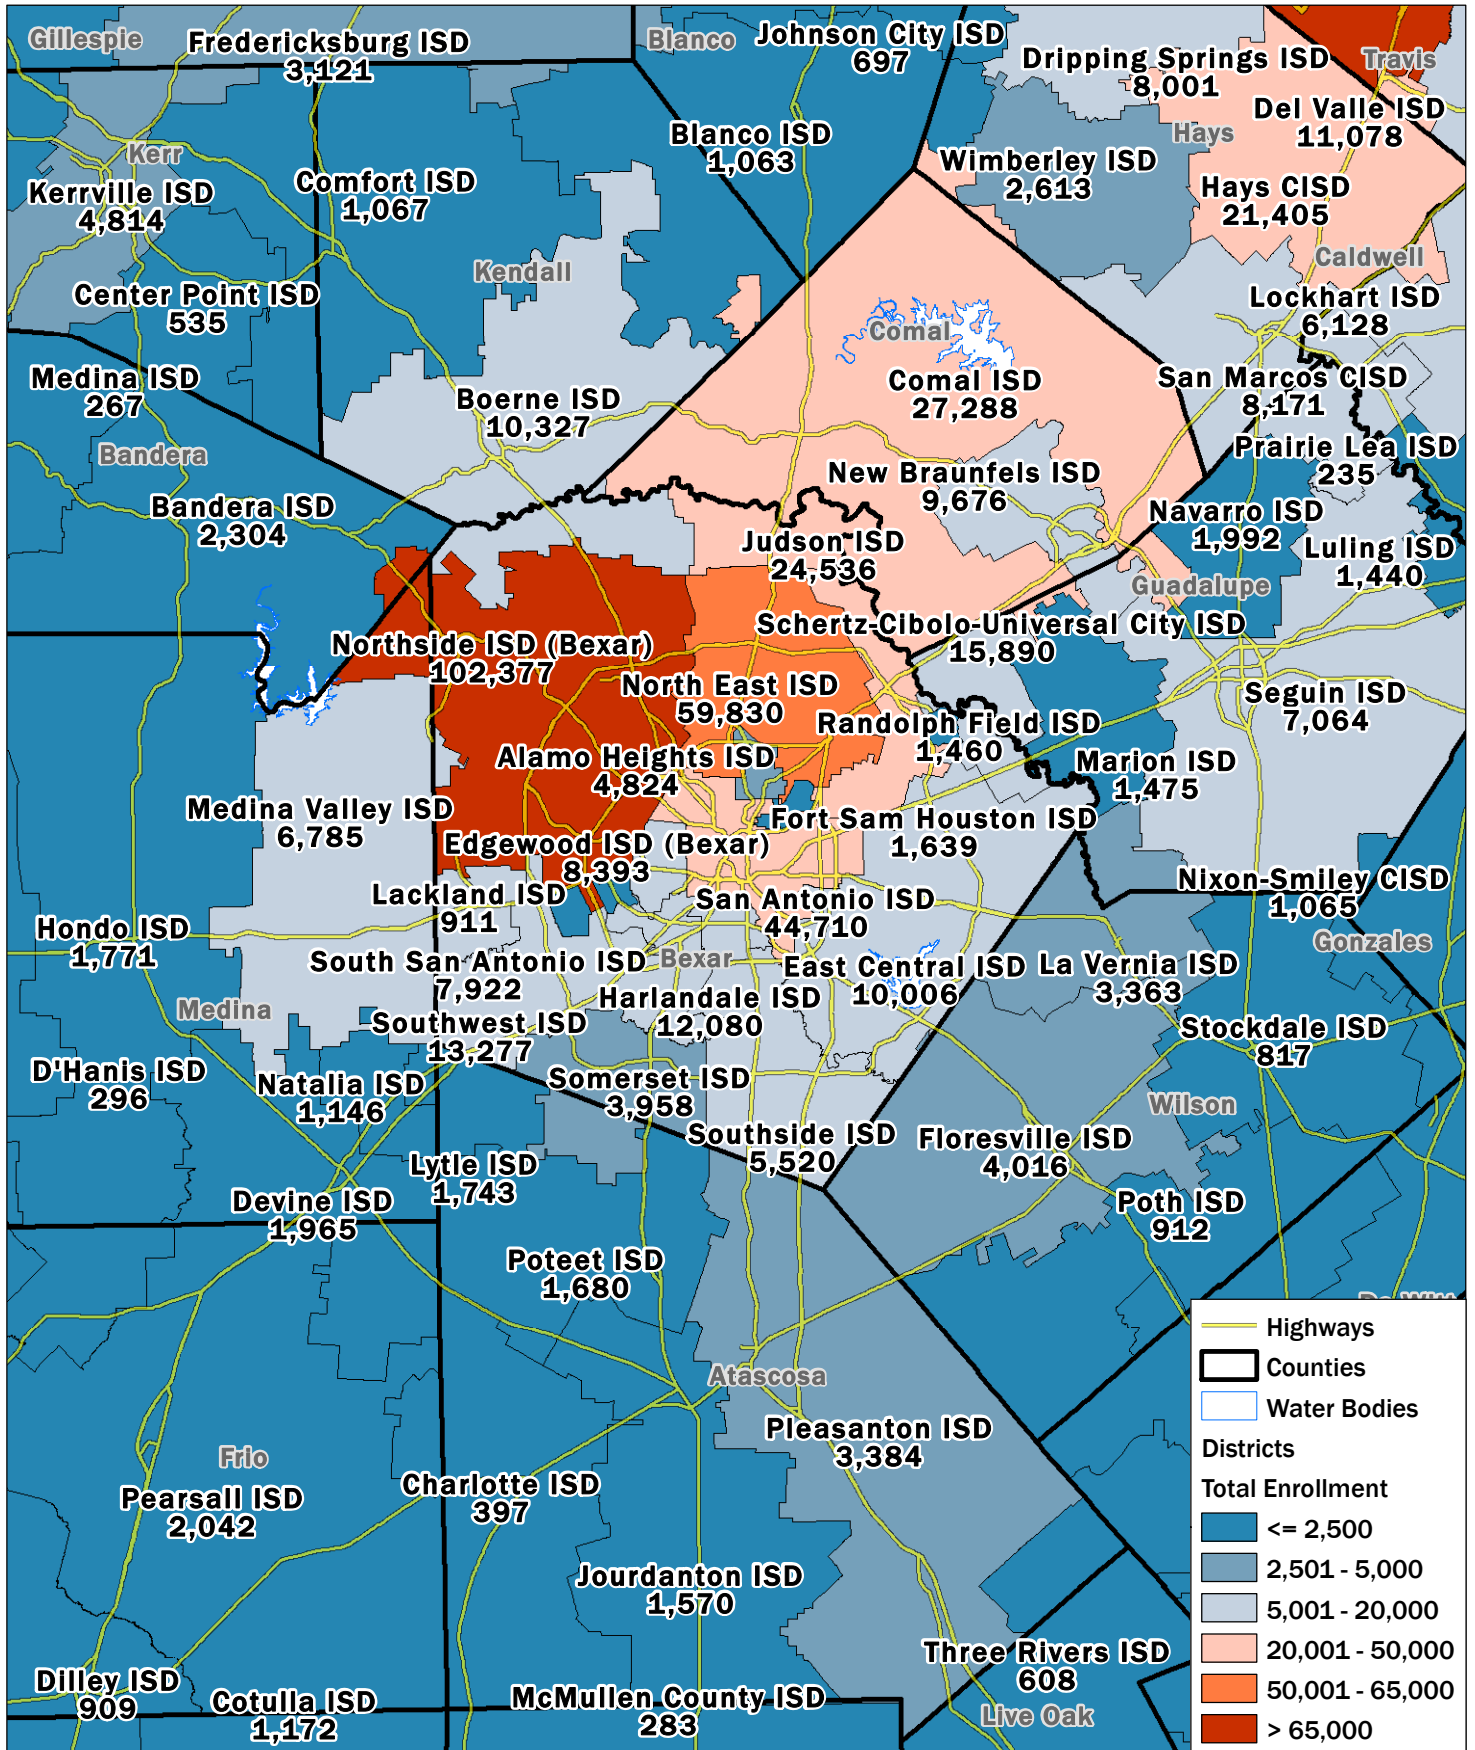 Gillespie
Fredericksburg ISD
3,121
Blanco
Johnson City ISD
697
Dripping Springs ISD
8,001
Travis
Del Valle ISD
11,078
Blanco ISD
1,063
Hays
Wimberley ISD
2,613
Hays CISD
21,405
Kerr
Kerrville ISD
4,814
Comfort ISD
1,067
Kendall
Caldwell
Center Point ISD
535
Lockhart ISD
6,128
Comal
Comal ISD
27,288
Medina ISD
267
Boerne ISD
10,327
San Marcos CISD
8,171
Bandera
Prairie Lea ISD
235
New Braunfels ISD
9,676
Bandera ISD
2,304
Navarro ISD
1,992
Judson ISD
24,536
Luling ISD
1,440
Guadalupe
Schertz-Cibolo-Universal City ISD
15,890
Northside ISD (Bexar)
102,377
North East ISD
59,830
Seguin ISD
7,064
Randolph Field ISD
1,460
Alamo Heights ISD
4,824
Marion ISD
1,475
Medina Valley ISD
6,785
Fort Sam Houston ISD
1,639
Edgewood ISD (Bexar)
8,393
Nixon-Smiley CISD
1,065
Lackland ISD
911
San Antonio ISD
44,710
Hondo ISD
1,771
Gonzales
South San Antonio ISD
7,922
Bexar
East Central ISD
10,006
La Vernia ISD
3,363
Harlandale ISD
12,080
Medina
Southwest ISD
13,277
Stockdale ISD
817
D'Hanis ISD
296
Natalia ISD
1,146
Somerset ISD
3,958
Wilson
Southside ISD
5,520
Floresville ISD
4,016
Lytle ISD
1,743
Devine ISD
1,965
Poth ISD
912
Poteet ISD
1,680
Atascosa
Pleasanton ISD
3,384
Frio
Charlotte ISD
397
Pearsall ISD
2,042
Jourdanton ISD
1,570
Three Rivers ISD
608
Dilley ISD
909
Cotulla ISD
1,172
McMullen County ISD
283
Live Oak
Highways
Counties
Water Bodies
Districts
Total Enrollment
<= 2,500
2,501 - 5,000
5,001 - 20,000
20,001 - 50,000
50,001 - 65,000
> 65,000